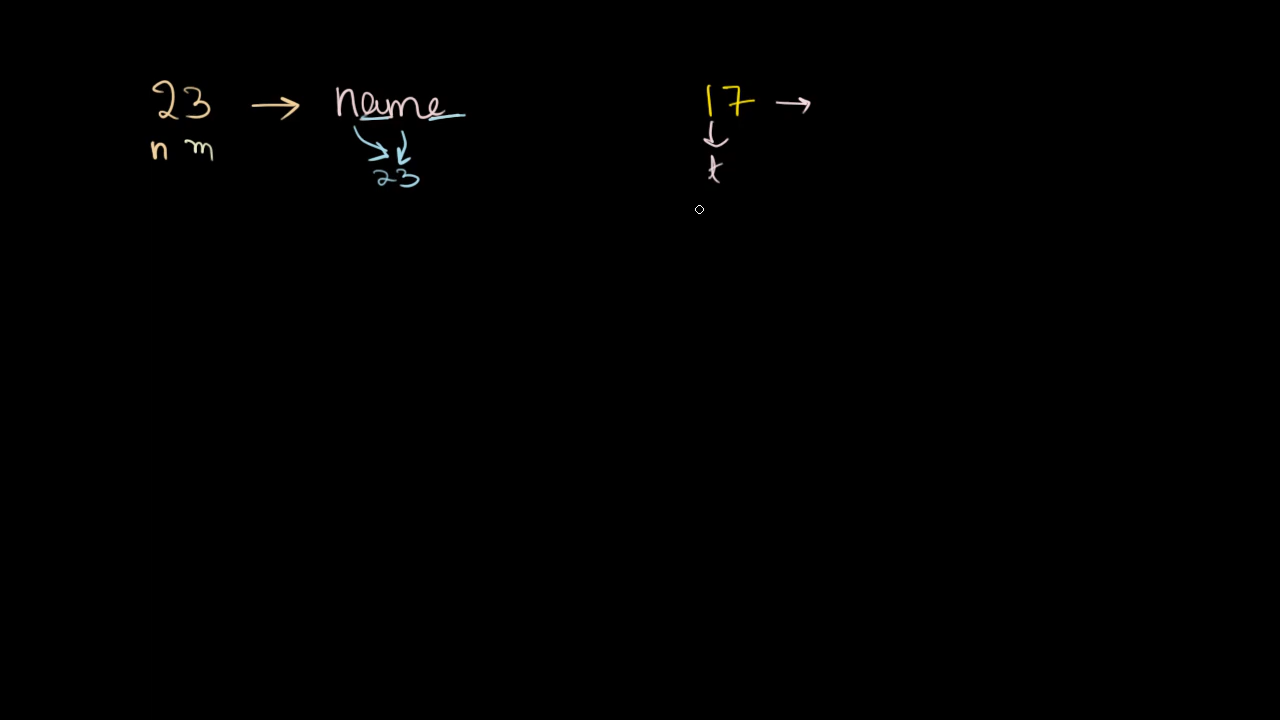 23 → name 17 →
n m 23 t